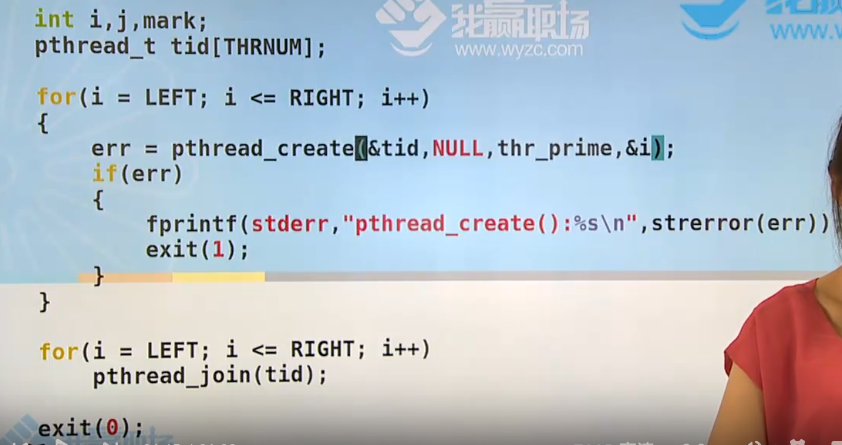 int i,j,mark;
pthread_t tid[THRNUM];
我赢职场
www.wyzc.com
www.w
for(i = LEFT; i <= RIGHT; i++)
{
err = pthread_create(&tid,NULL,thr_prime,&i);
if(err)
{
fprintf(stderr,"pthread_create():%s\n",strerror(err))
exit(1);
}
}
for(i = LEFT; i <= RIGHT; i++)
pthread_join(tid);
exit(0);